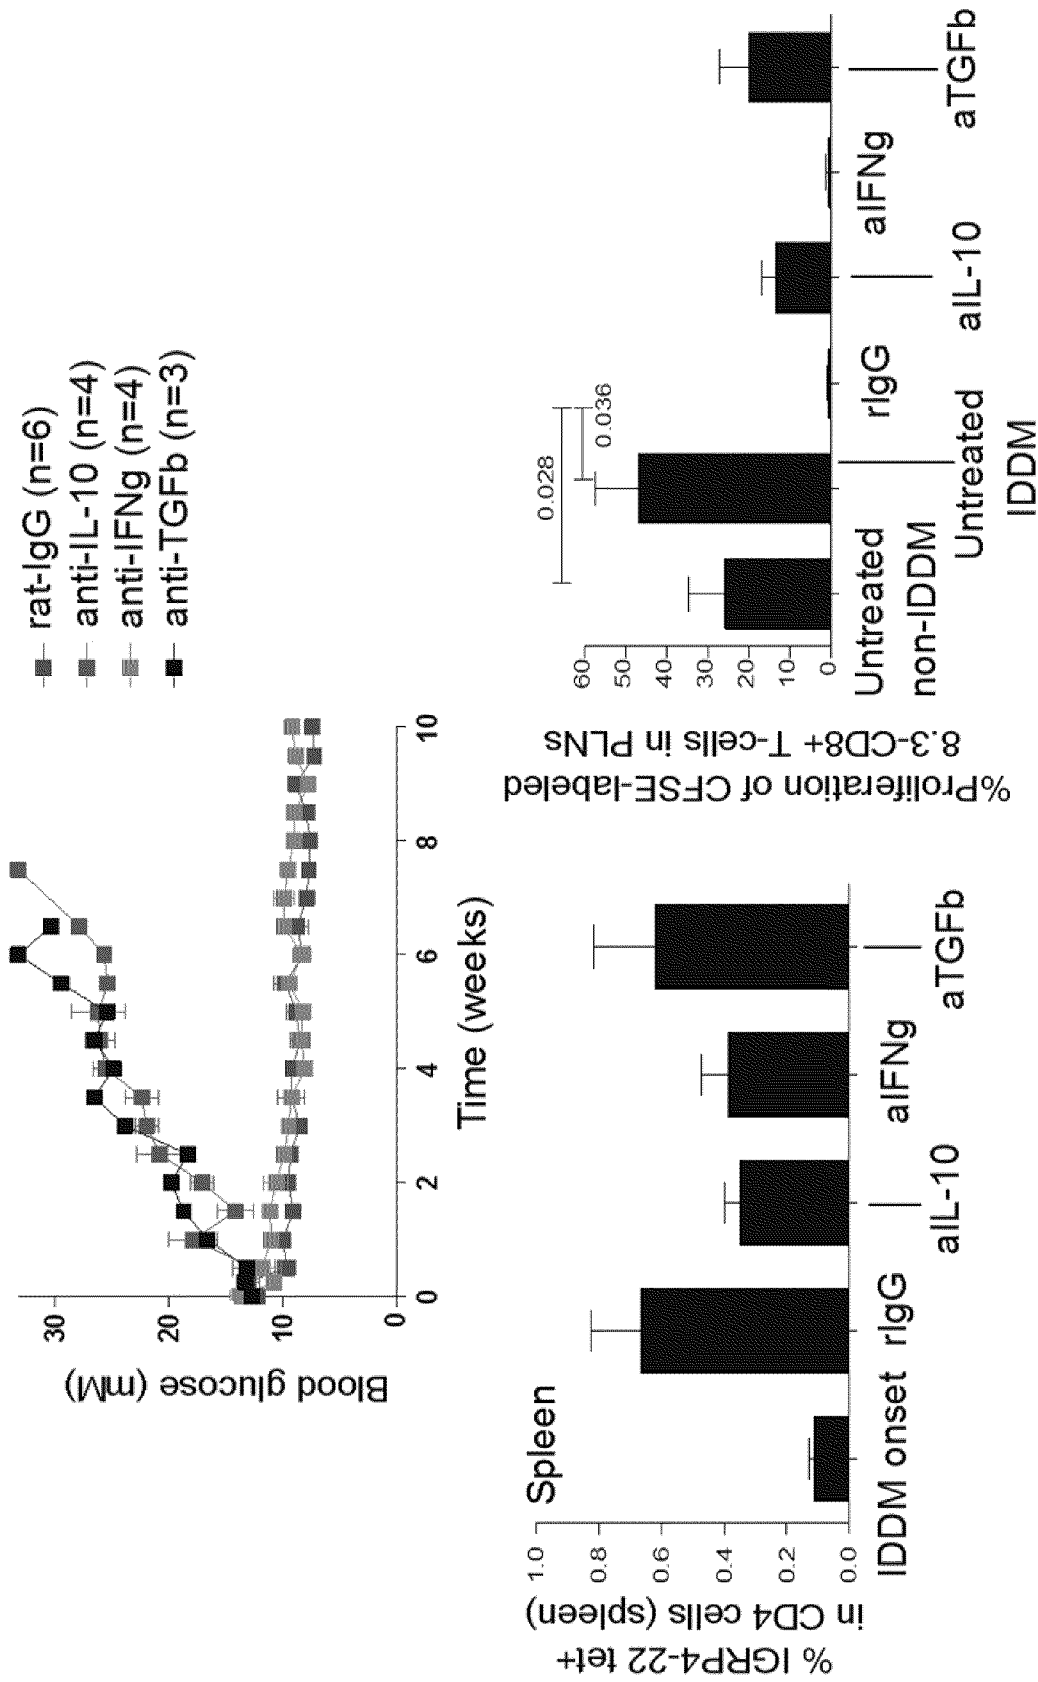 rat-IgG (n=6)
anti-IL-10 (n=4)
anti-IFNg (n=4)
anti-TGFb (n=3)
Blood glucose (mM)
30
20
10
0
0
2
4
6
8
10
Time (weeks)
Spleen
% IGRP4-22 tet+
in CD4 cells (spleen)
1.0
0.8
0.6
0.4
0.2
0.0
IDDM onset
rIgG
aIL-10
aIFNg
aTGFb
%Proliferation of CFSE-labeled
8.3-CD8+ T-cells in PLNs
60
50
40
30
20
10
0
0.028
0.036
Untreated
non-IDDM
Untreated
IDDM
rIgG
aIL-10
aIFNg
aTGFb